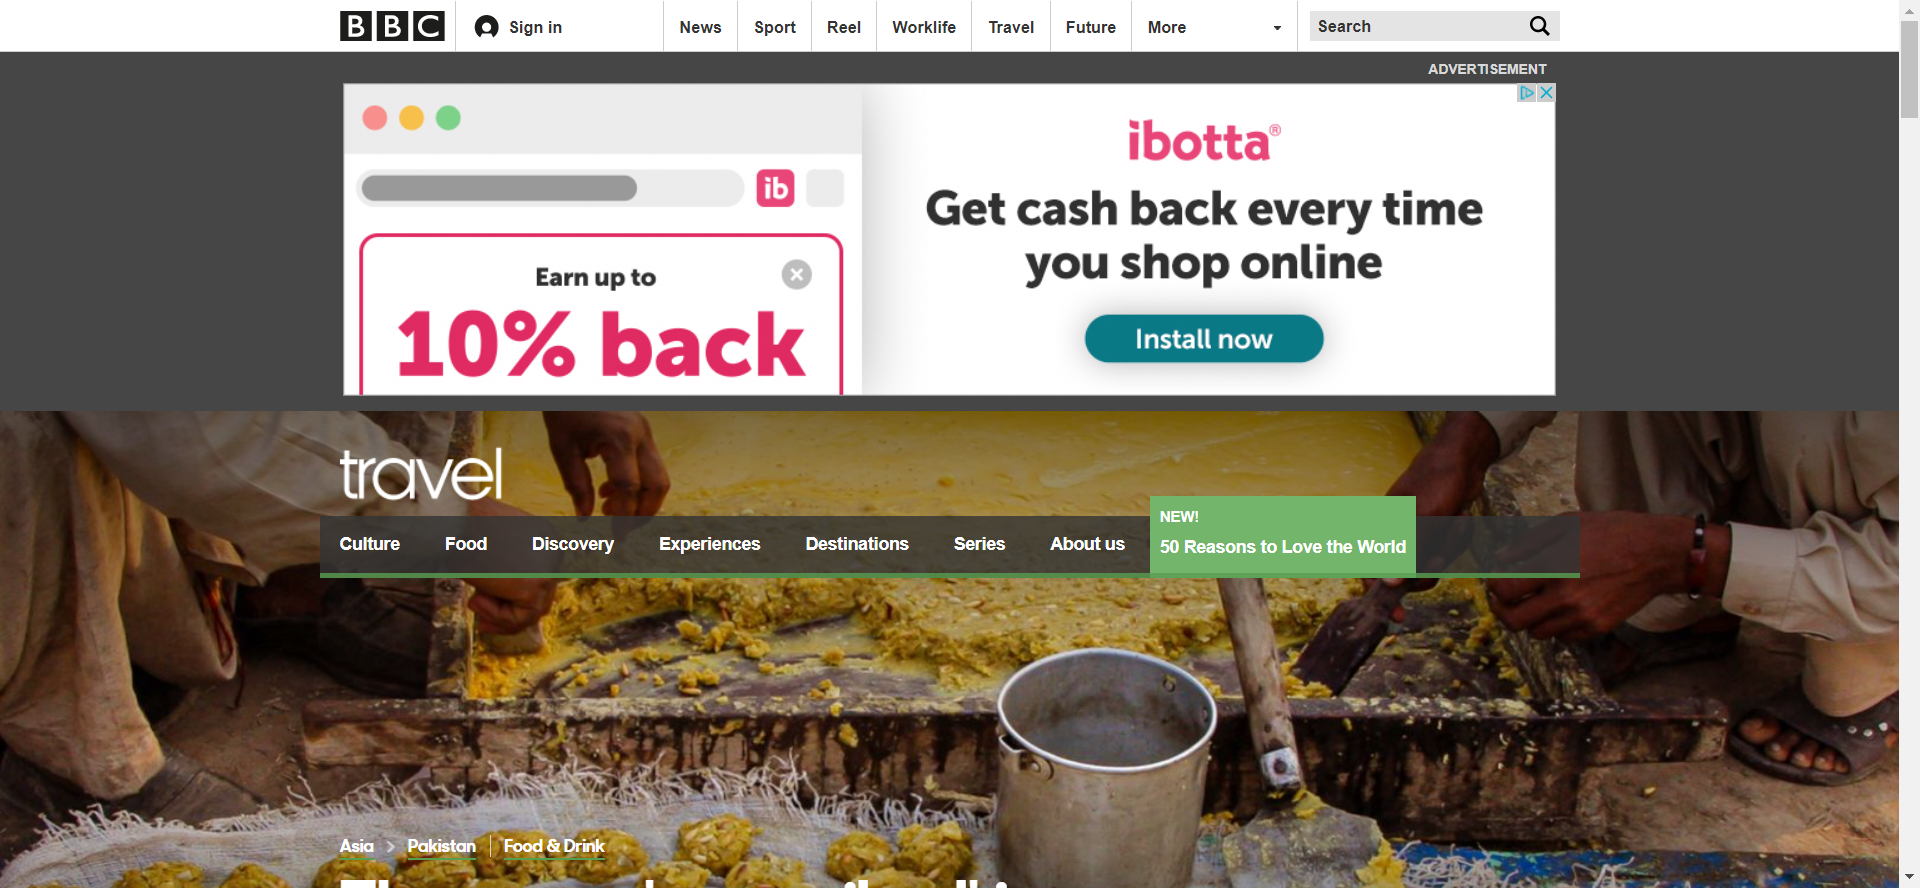 BBC
Sign in
News
Sport
Reel
Worklife
Travel
Future
More
Search
ADVERTISEMENT
ib
Earn up to
10% back
ibotta®
Get cash back every time
you shop online
Install now
travel
Culture
Food
Discovery
Experiences
Destinations
Series
About us
NEW!
50 Reasons to Love the World
Asia
Pakistan
Food & Drink